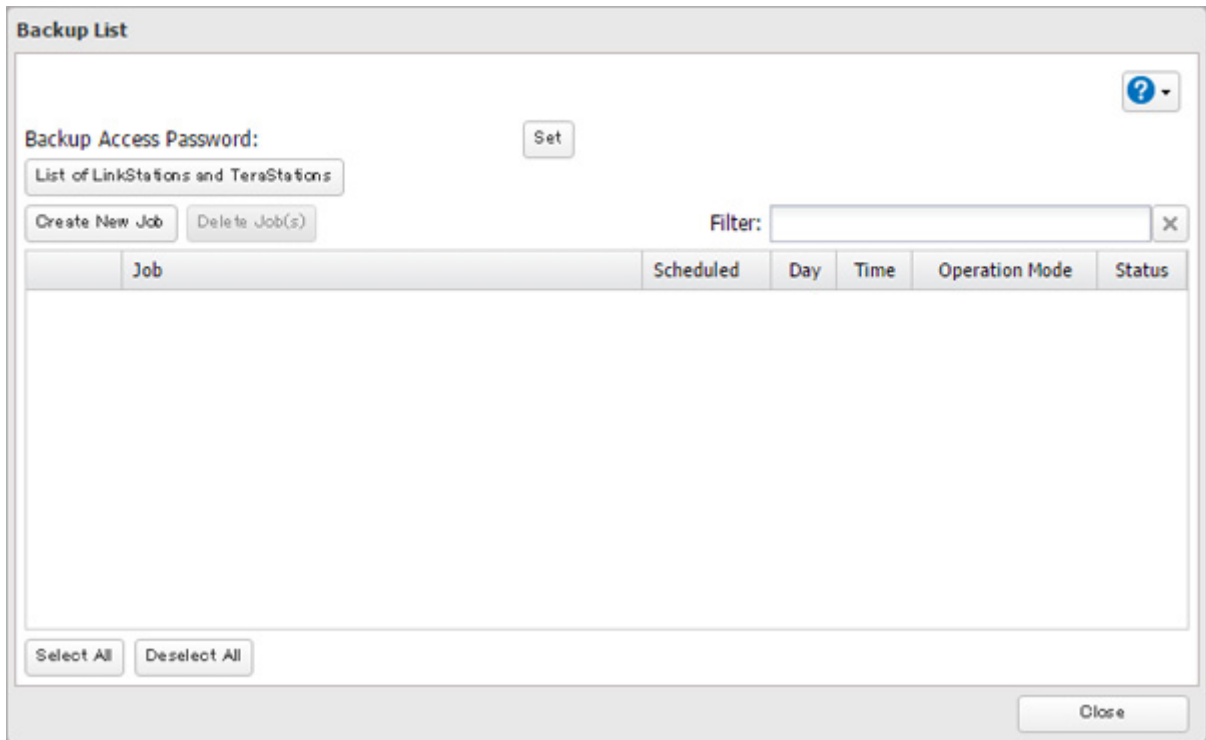 Backup List
Backup Access Password: Set
List of LinkStations and TeraStations
Create New Job Delete Job(s) Filter:
Job Scheduled Day Time Operation Mode Status
Select All Deselect All
Close